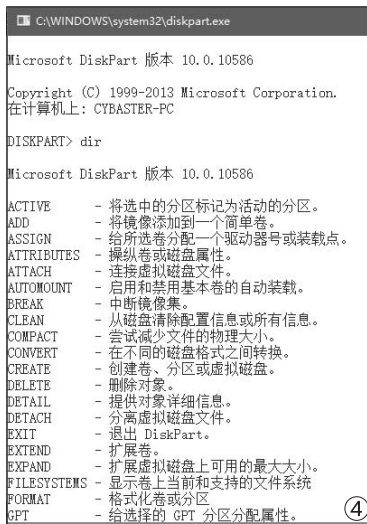 C:\WINDOWS\system32\diskpart.exe
Microsoft DiskPart 版本 10.0.10586
Copyright (C) 1999-2013 Microsoft Corporation.
在计算机上: CYBASTER-PC
DISKPART> dir
Microsoft DiskPart 版本 10.0.10586
ACTIVE - 将选中的分区标记为活动的分区。
ADD - 将镜像添加到一个简单卷。
ASSIGN - 给所选卷分配一个驱动器号或装载点。
ATTRIBUTES - 操纵卷或磁盘属性。
ATTACH - 连接虚拟磁盘文件。
AUTOMOUNT - 启用和禁用基本卷的自动装载。
BREAK - 中断镜像集。
CLEAN - 从磁盘清除配置信息或所有信息。
COMPACT - 尝试减少文件的物理大小。
CONVERT - 在不同的磁盘格式之间转换。
CREATE - 创建卷、分区或虚拟磁盘。
DELETE - 删除对象。
DETAIL - 提供对象详细信息。
DETACH - 分离虚拟磁盘文件。
EXIT - 退出 DiskPart。
EXTEND - 扩展卷。
EXPAND - 扩展虚拟磁盘上可用的最大大小。
FILESYSTEMS - 显示卷上当前和支持的文件系统
FORMAT - 格式化卷或分区
GPT - 给选择的 GPT 分区分配属性。
④